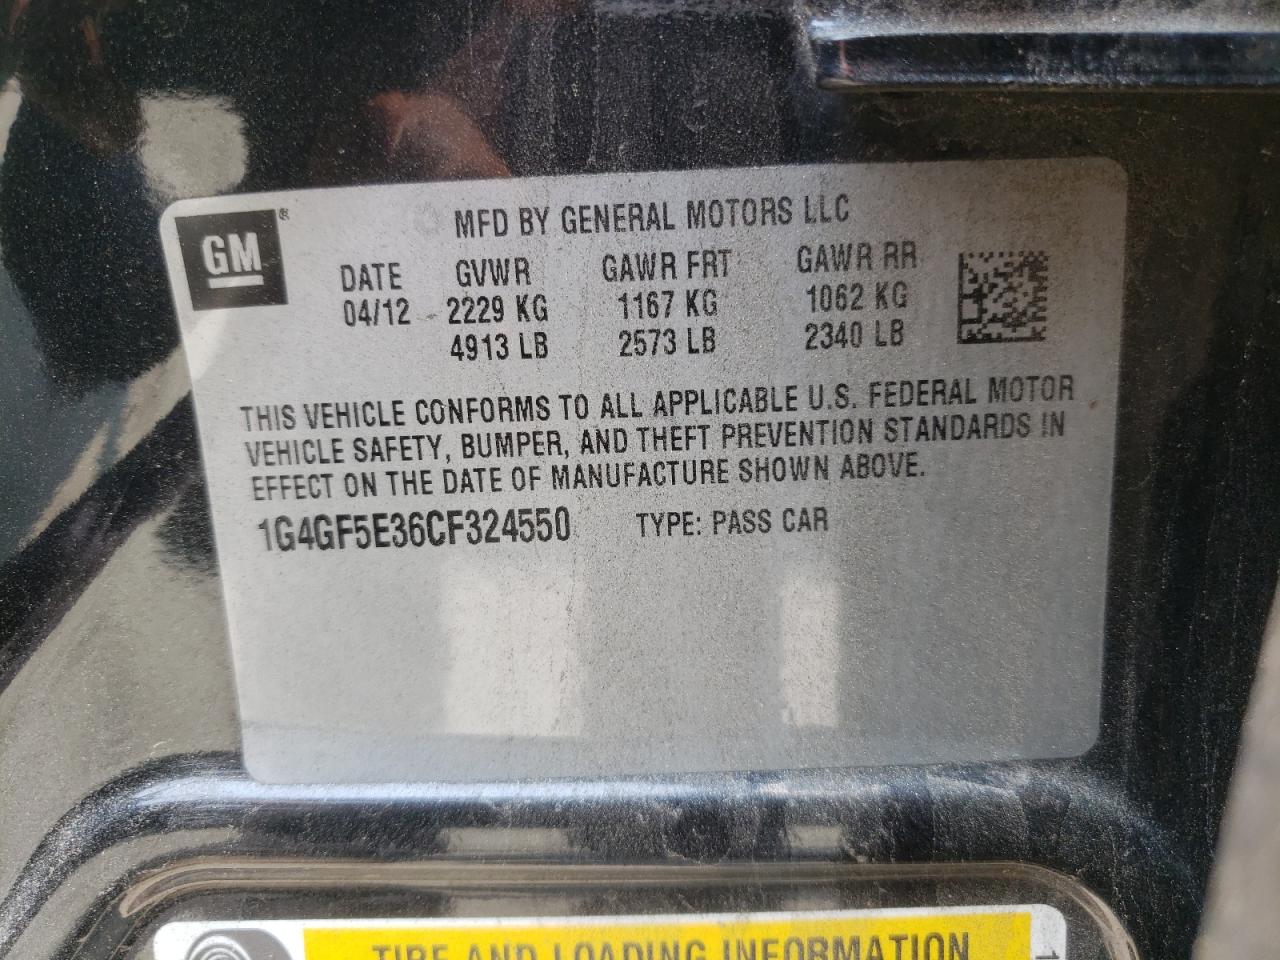 GM ®
MFD BY GENERAL MOTORS LLC
DATE GVWR GAWR FRT GAWR RR
04/12 2229 KG 1167 KG 1062 KG
4913 LB 2573 LB 2340 LB
THIS VEHICLE CONFORMS TO ALL APPLICABLE U.S. FEDERAL MOTOR
VEHICLE SAFETY, BUMPER, AND THEFT PREVENTION STANDARDS IN
EFFECT ON THE DATE OF MANUFACTURE SHOWN ABOVE.
1G4GF5E36CF324550 TYPE: PASS CAR
TIRE AND LOADING INFORMATION